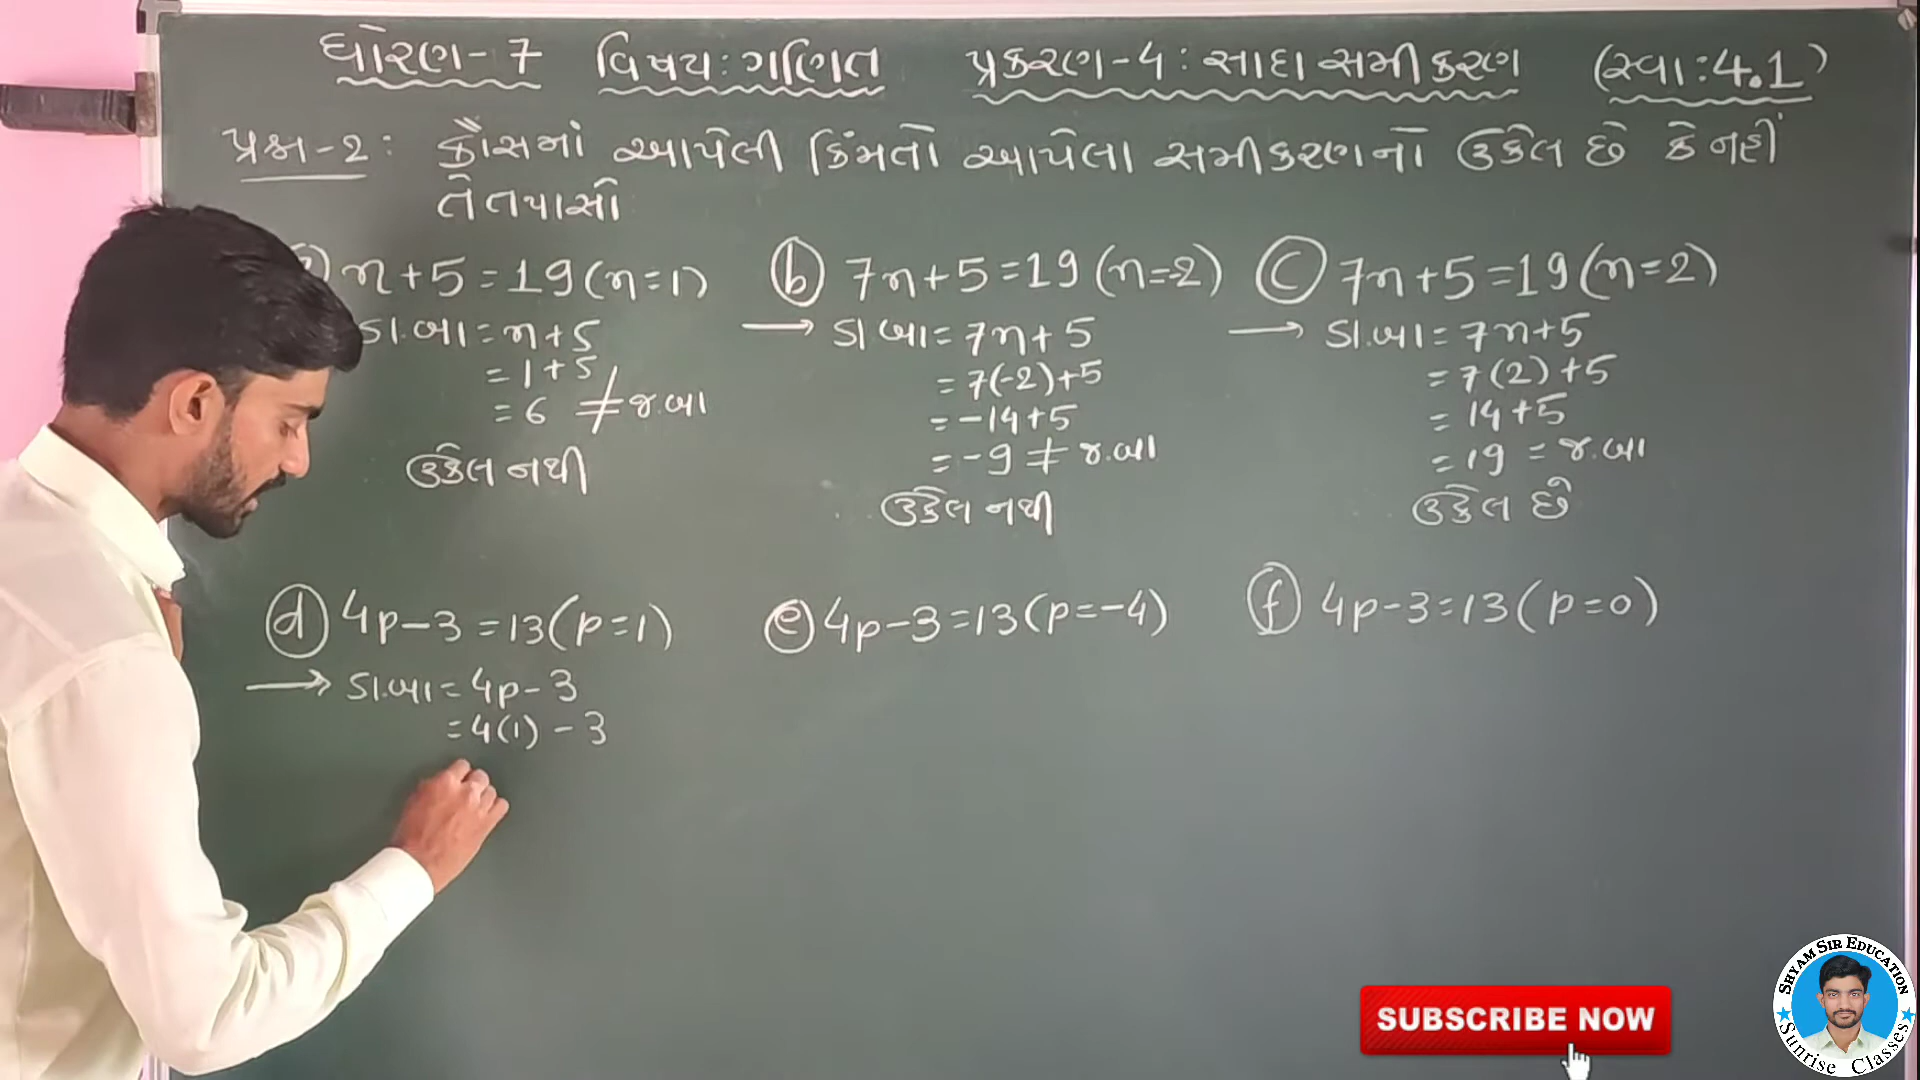 ધોરણ-7 વિષય:ગણિત પ્રકરણ-4: સાદા સમીકરણ (સ્વા:4.1)
પ્રશ્ન-2: કૌંસમાં આપેલી કિંમતો આપેલા સમીકરણનો ઉકેલ છે કે નહીં
તે તપાસો
n+5=19(n=1)
ડા.બા=n+5
=1+5
=6 ≠ જ.બા
ઉકેલ નથી
ⓑ 7n+5=19(n=-2)
→ ડા બા=7n+5
=7(-2)+5
=-14+5
=-9 ≠ જ.બા
ઉકેલ નથી
ⓒ 7n+5=19(n=2)
→ ડા.બા=7n+5
=7(2)+5
=14+5
=19 = જ.બા
ઉકેલ છે
ⓓ 4p-3=13(p=1)
→ ડા.બા=4p-3
=4(1)-3
ⓔ 4p-3=13(p=-4)
ⓕ 4p-3=13(p=0)
SUBSCRIBE NOW
SHYAM SIR EDUCATION
Sunrise Classes